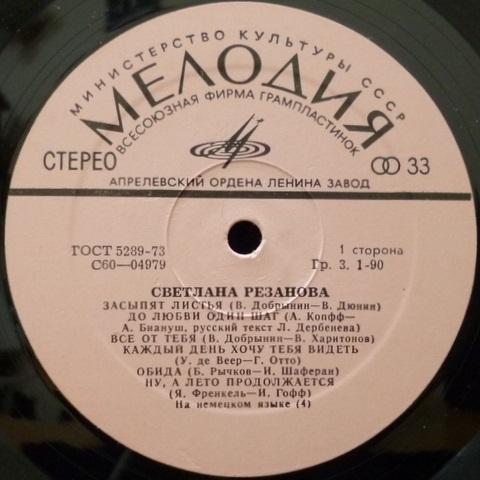 МИНИСТЕРСТВО КУЛЬТУРЫ СССР
МЕЛОДИЯ
ВСЕСОЮЗНАЯ ФИРМА ГРАМПЛАСТИНОК
СТЕРЕО
33
АПРЕЛЕВСКИЙ ОРДЕНА ЛЕНИНА ЗАВОД
ГОСТ 5289-73
1 сторона
С60—04979
Гр. 3. 1-90
СВЕТЛАНА РЕЗАНОВА
ЗАСЫПЯТ ЛИСТЬЯ (В. Добрынин—В. Дюнин)
ДО ЛЮБВИ ОДИН ШАГ (А. Копфф—
А. Биануш, русский текст Л. Дербенева)
ВСЕ ОТ ТЕБЯ (В. Добрынин—В. Харитонов)
КАЖДЫЙ ДЕНЬ ХОЧУ ТЕБЯ ВИДЕТЬ
(У. де Веер—Г. Отто)
ОБИДА (Б. Рычков—И. Шаферан)
НУ, А ЛЕТО ПРОДОЛЖАЕТСЯ
(Я. Френкель—И. Гофф)
На немецком языке (4)